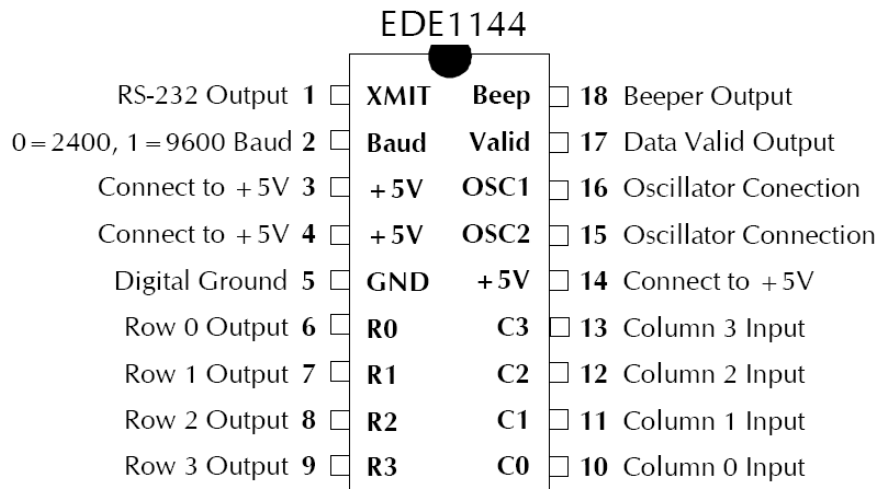 EDE1144
RS-232 Output 1 XMIT Beep 18 Beeper Output
0=2400, 1=9600 Baud 2 Baud Valid 17 Data Valid Output
Connect to +5V 3 +5V OSC1 16 Oscillator Conection
Connect to +5V 4 +5V OSC2 15 Oscillator Connection
Digital Ground 5 GND +5V 14 Connect to +5V
Row 0 Output 6 R0 C3 13 Column 3 Input
Row 1 Output 7 R1 C2 12 Column 2 Input
Row 2 Output 8 R2 C1 11 Column 1 Input
Row 3 Output 9 R3 C0 10 Column 0 Input